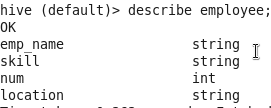 hive (default)> describe employee;
OK
emp_name string
skill string
num int
location string